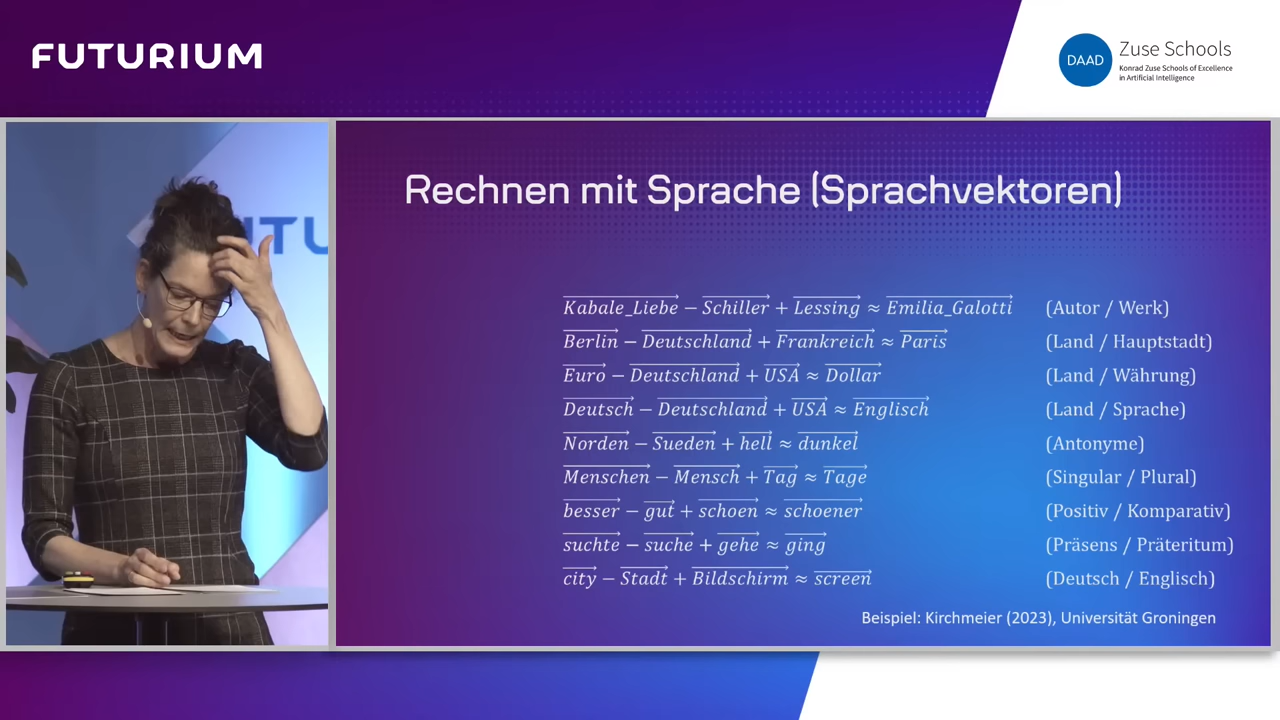 FUTURIUM
DAAD
Zuse Schools
Konrad Zuse Schools of Excellence
in Artificial Intelligence
TU
Rechnen mit Sprache (Sprachvektoren)
Kabale_Liebe − Schiller + Lessing ≈ Emilia_Galotti (Autor / Werk)
Berlin − Deutschland + Frankreich ≈ Paris (Land / Hauptstadt)
Euro − Deutschland + USA ≈ Dollar (Land / Währung)
Deutsch − Deutschland + USA ≈ Englisch (Land / Sprache)
Norden − Sueden + hell ≈ dunkel (Antonyme)
Menschen − Mensch + Tag ≈ Tage (Singular / Plural)
besser − gut + schoen ≈ schoener (Positiv / Komparativ)
suchte − suche + gehe ≈ ging (Präsens / Präteritum)
city − Stadt + Bildschirm ≈ screen (Deutsch / Englisch)
Beispiel: Kirchmeier (2023), Universität Groningen